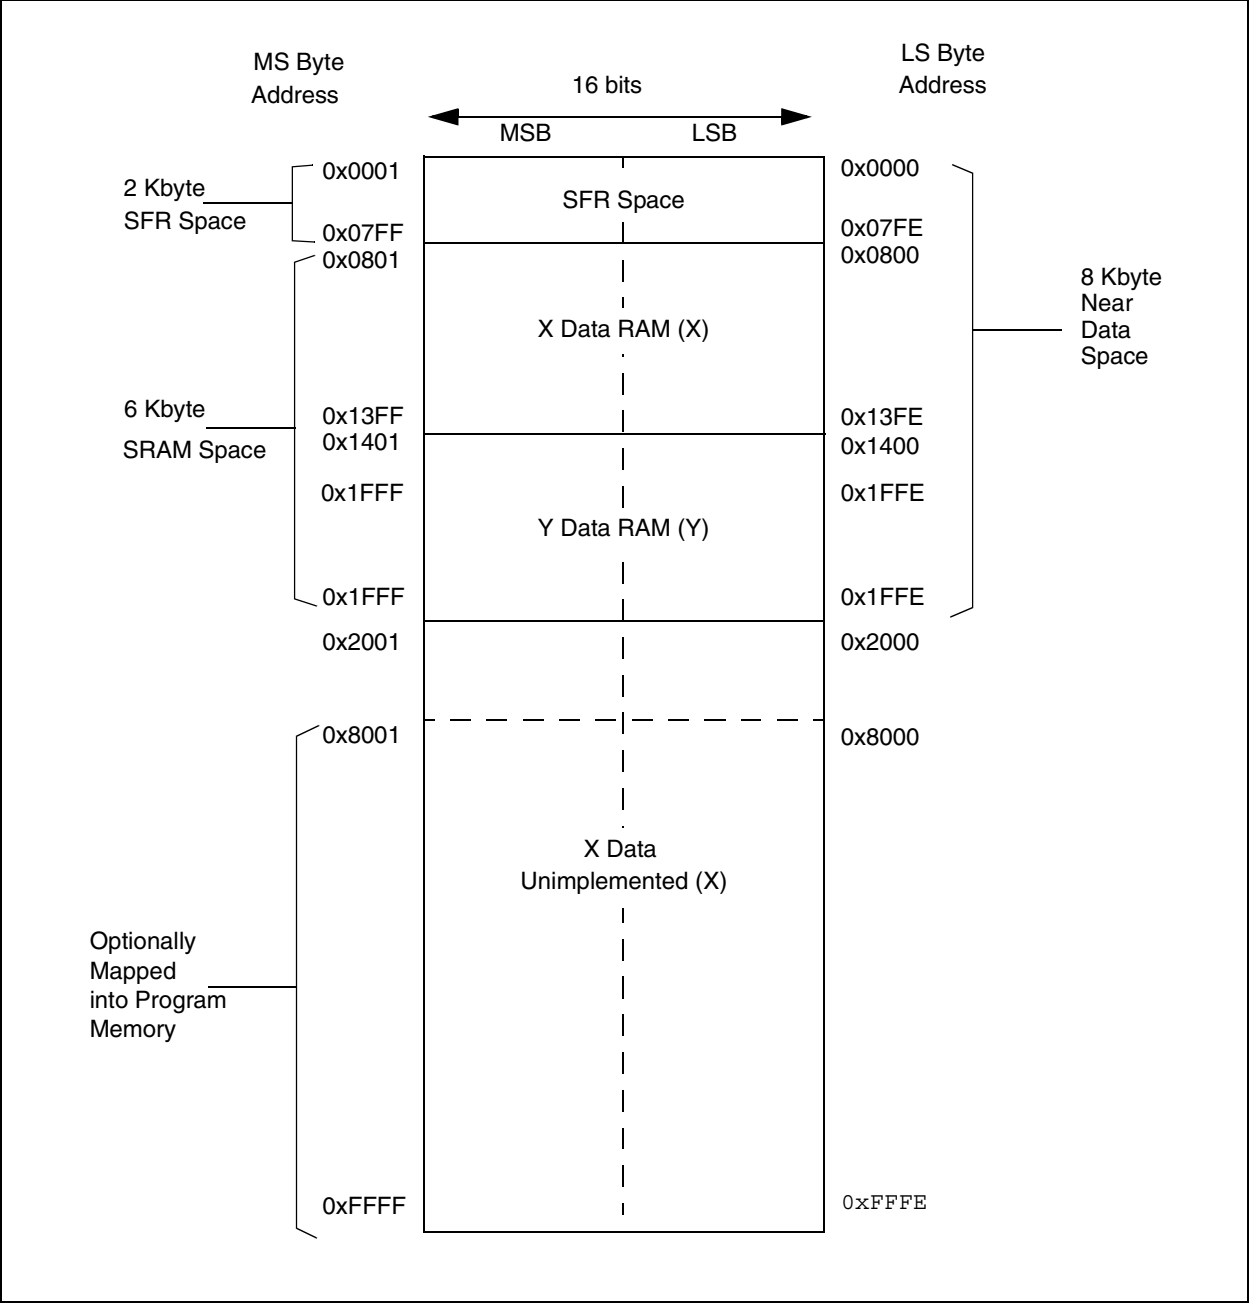 MS Byte
Address
LS Byte
Address
16 bits
MSB
LSB
0x0001
0x0000
2 Kbyte
SFR Space
SFR Space
0x07FF
0x07FE
0x0801
0x0800
8 Kbyte
Near
Data
Space
X Data RAM (X)
6 Kbyte
SRAM Space
0x13FF
0x13FE
0x1401
0x1400
0x1FFF
0x1FFE
Y Data RAM (Y)
0x1FFF
0x1FFE
0x2001
0x2000
0x8001
0x8000
X Data
Unimplemented (X)
Optionally
Mapped
into Program
Memory
0xFFFF
0xFFFE